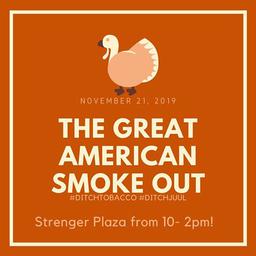 NOVEMBER 21, 2019
THE GREAT
AMERICAN
SMOKE OUT
#DITCHTOBACCO #DITCHJUUL
Strenger Plaza from 10- 2pm!